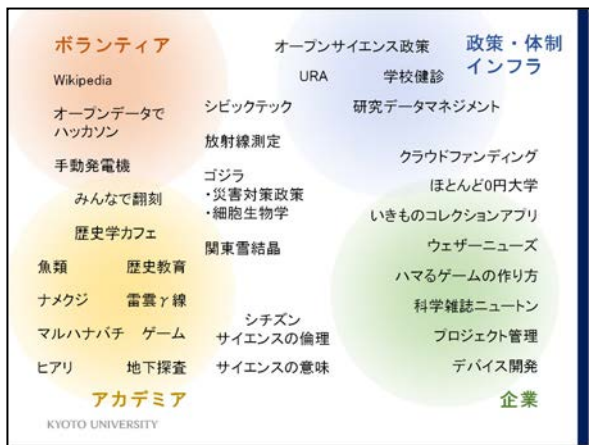 ボランティア
Wikipedia
オープンデータで
ハッカソン
手動発電機
みんなで翻刻
歴史学カフェ
魚類 歴史教育
ナメクジ 雷雲γ線
マルハナバチ ゲーム
ヒアリ 地下探査
アカデミア
シビックテック
放射線測定
ゴジラ
・災害対策政策
・細胞生物学
関東雪結晶
シチズン
サイエンスの倫理
サイエンスの意味
オープンサイエンス政策
URA 学校健診
研究データマネジメント
政策・体制
インフラ
クラウドファンディング
ほとんど0円大学
いきものコレクションアプリ
ウェザーニューズ
ハマるゲームの作り方
科学雑誌ニュートン
プロジェクト管理
デバイス開発
企業
KYOTO UNIVERSITY